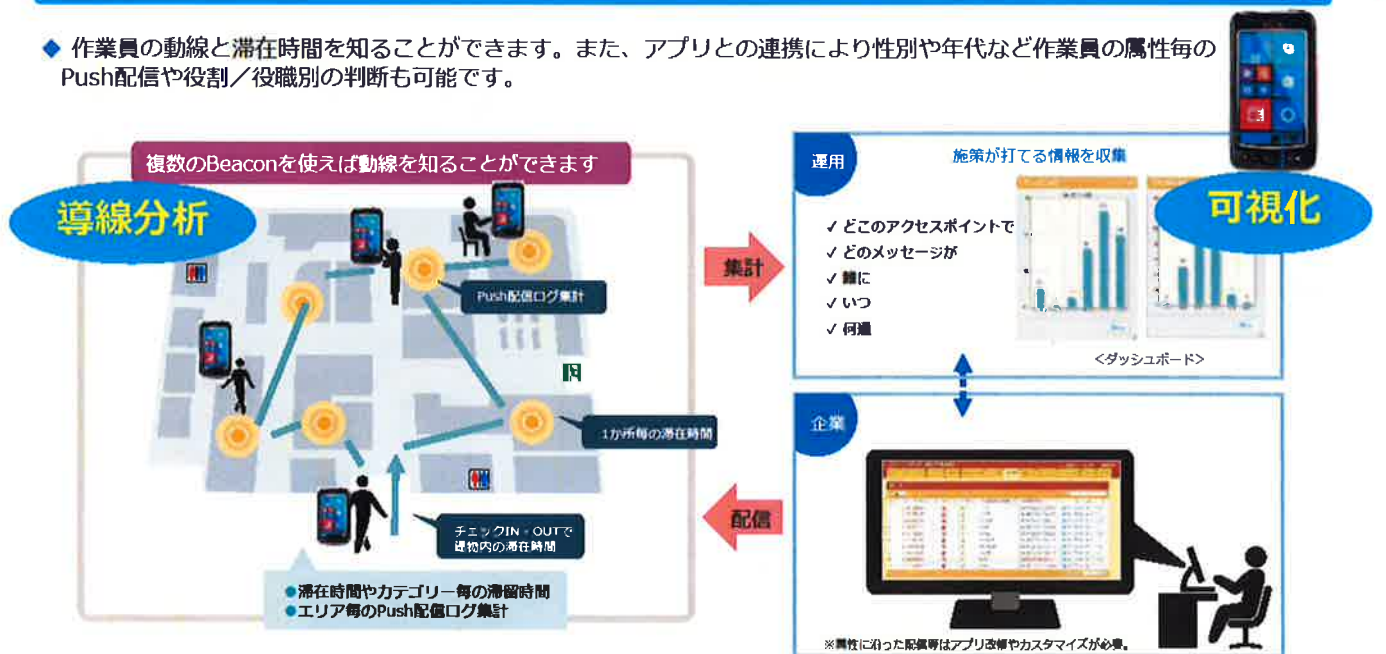 ◆ 作業員の動線と滞在時間を知ることができます。また、アプリとの連携により性別や年代など作業員の属性毎の
Push配信や役割／役職別の判断も可能です。
複数のBeaconを使えば動線を知ることができます
導線分析
Push配信ログ集計
1か所毎の滞在時間
チェックIN・OUTで
建物内の滞在時間
●滞在時間やカテゴリー毎の滞留時間
●エリア毎のPush配信ログ集計
集計
配信
運用
施策が打てる情報を収集
可視化
✓ どこのアクセスポイントで
✓ どのメッセージが
✓ 誰に
✓ いつ
✓ 何通
<ダッシュボード>
企業
※属性に沿った配信等はアプリ改修やカスタマイズが必要。